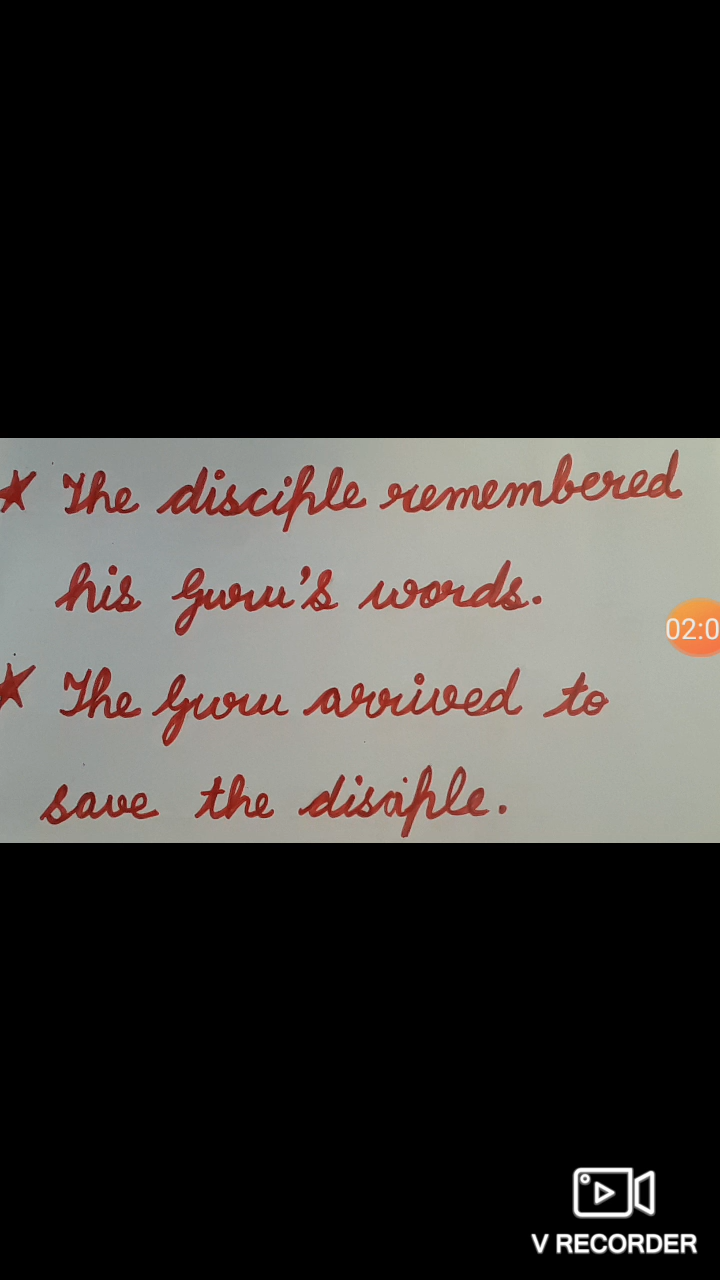 ★ The disciple remembered
his Guru's words.
02:0
★ The Guru arrived to
save the disciple.
V RECORDER